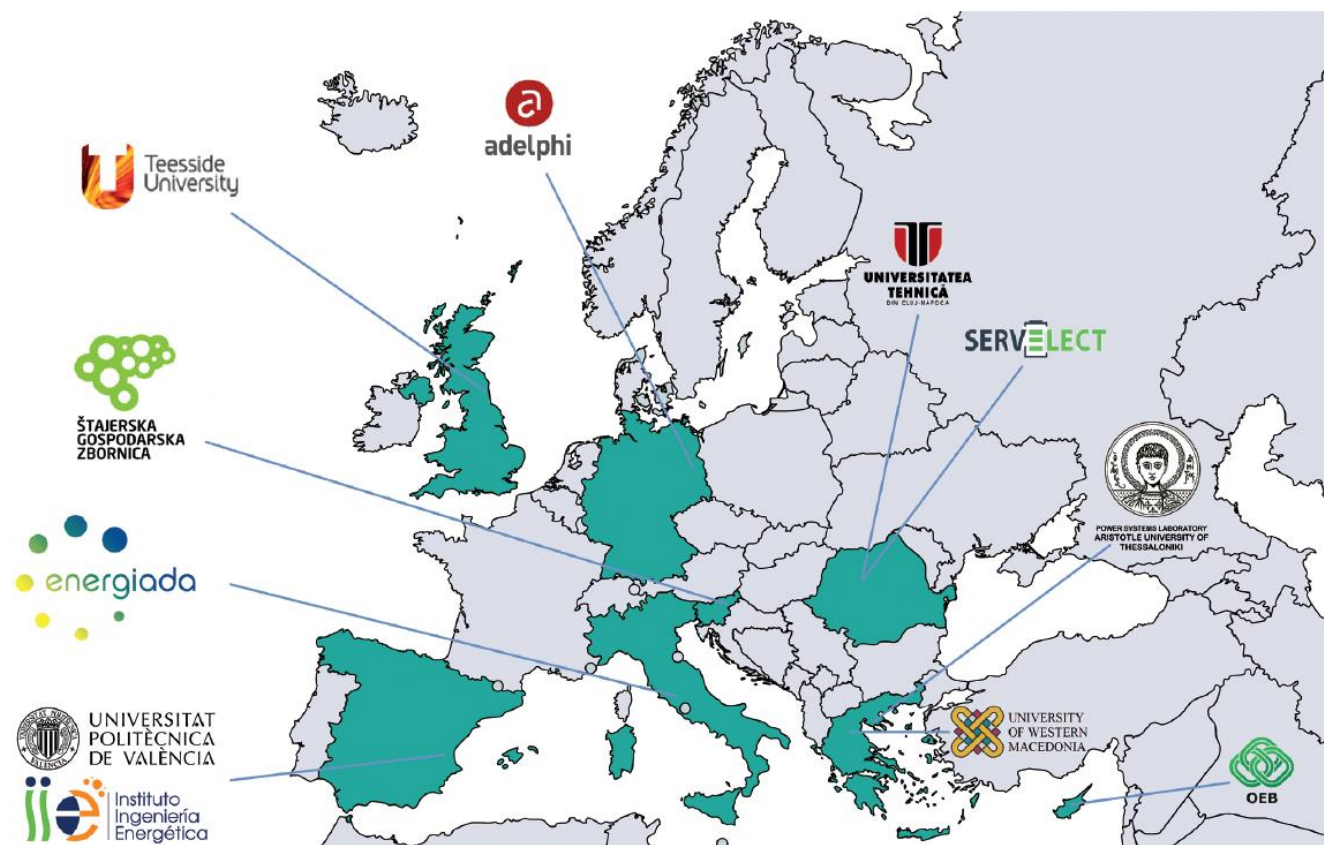 adelphi
Teesside
University
UNIVERSITATEA
TEHNICĂ
DIN CLUJ-NAPOCA
SERVELECT
ŠTAJERSKA
GOSPODARSKA
ZBORNICA
POWER SYSTEMS LABORATORY
ARISTOTLE UNIVERSITY OF
THESSALONIKI
energiada
UNIVERSITAT
POLITÈCNICA
DE VALÈNCIA
UNIVERSITY
OF WESTERN
MACEDONIA
iie
Instituto
Ingeniería
Energética
OEB